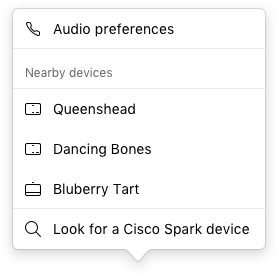 Audio preferences
Nearby devices
Queenshead
Dancing Bones
Bluberry Tart
Look for a Cisco Spark device